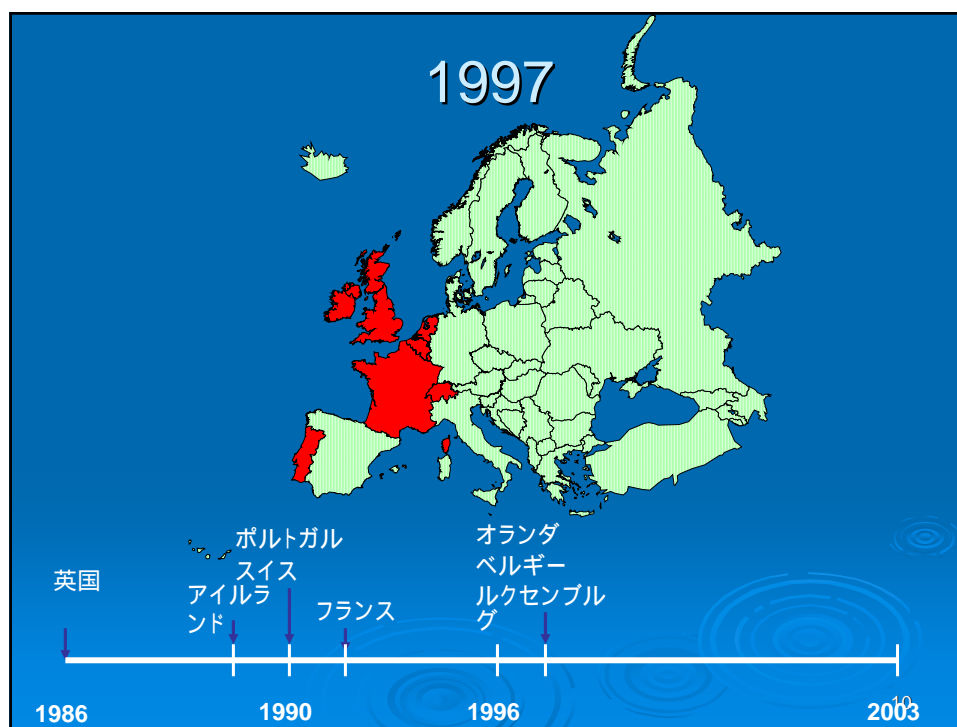 1997
英国
ポルトガル
スイス
アイルラ
ンド
フランス
オランダ
ベルギー
ルクセンブル
グ
1986
1990
1996
2003
10